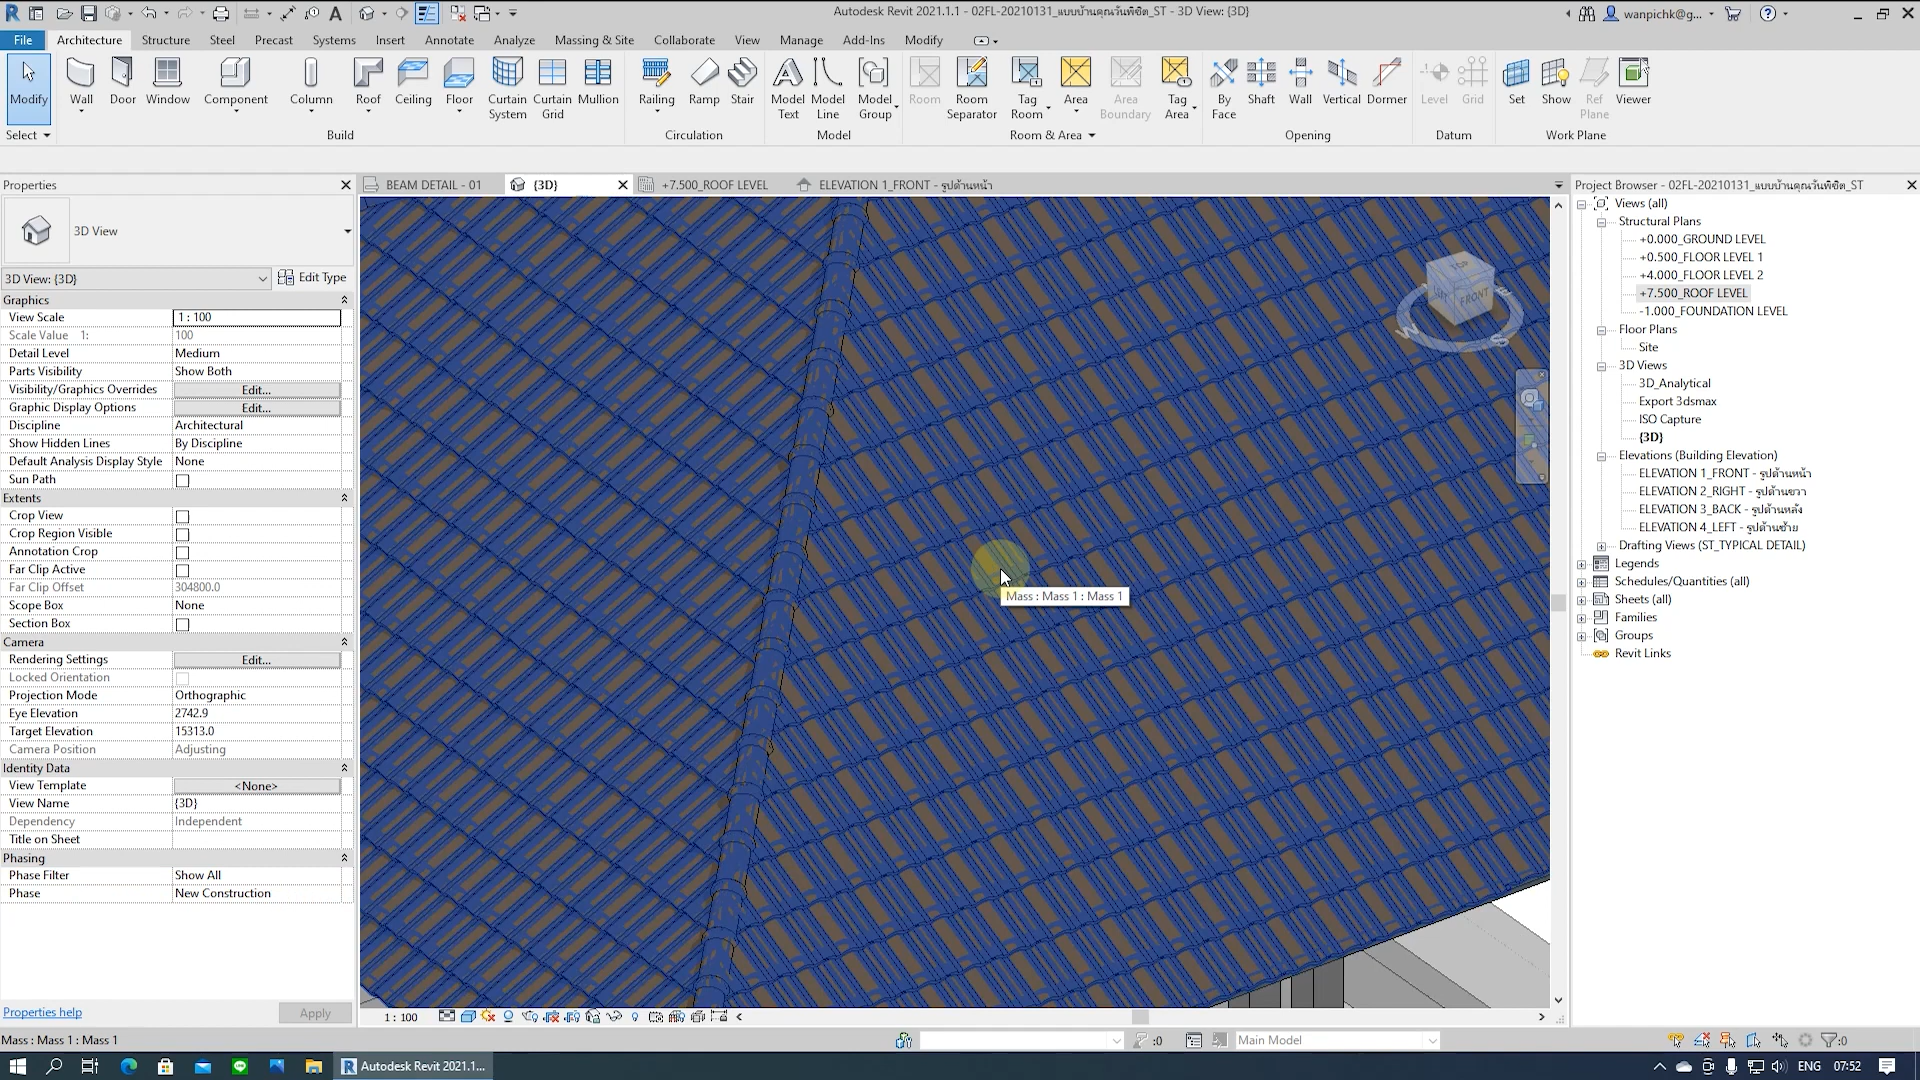 Autodesk Revit 2021.1.1 - 02FL-20210131_แบบบ้านคุณวันพิชิต_ST - 3D View: {3D}
wanpichk@g...
File Architecture Structure Steel Precast Systems Insert Annotate Analyze Massing & Site Collaborate View Manage Add-Ins Modify
Modify Wall Door Window Component Column Roof Ceiling Floor Curtain System Curtain Grid Mullion Railing Ramp Stair Model Text Model Line Model Group Room Room Separator Tag Room Area Area Boundary Tag Area By Face Shaft Wall Vertical Dormer Level Grid Set Show Ref Plane Viewer
Select Build Circulation Model Room & Area Opening Datum Work Plane
Properties
3D View
3D View: {3D} Edit Type
Graphics
View Scale 1 : 100
Scale Value 1: 100
Detail Level Medium
Parts Visibility Show Both
Visibility/Graphics Overrides Edit...
Graphic Display Options Edit...
Discipline Architectural
Show Hidden Lines By Discipline
Default Analysis Display Style None
Sun Path
Extents
Crop View
Crop Region Visible
Annotation Crop
Far Clip Active
Far Clip Offset 304800.0
Scope Box None
Section Box
Camera
Rendering Settings Edit...
Locked Orientation
Projection Mode Orthographic
Eye Elevation 2742.9
Target Elevation 15313.0
Camera Position Adjusting
Identity Data
View Template <None>
View Name {3D}
Dependency Independent
Title on Sheet
Phasing
Phase Filter Show All
Phase New Construction
Properties help Apply
BEAM DETAIL - 01 {3D} +7.500_ROOF LEVEL ELEVATION 1_FRONT - รูปด้านหน้า
TOP
FRONT
W
S
Mass : Mass 1 : Mass 1
1 : 100
Project Browser - 02FL-20210131_แบบบ้านคุณวันพิชิต_ST
Views (all)
Structural Plans
+0.000_GROUND LEVEL
+0.500_FLOOR LEVEL 1
+4.000_FLOOR LEVEL 2
+7.500_ROOF LEVEL
-1.000_FOUNDATION LEVEL
Floor Plans
Site
3D Views
3D_Analytical
Export 3dsmax
ISO Capture
{3D}
Elevations (Building Elevation)
ELEVATION 1_FRONT - รูปด้านหน้า
ELEVATION 2_RIGHT - รูปด้านขวา
ELEVATION 3_BACK - รูปด้านหลัง
ELEVATION 4_LEFT - รูปด้านซ้าย
Drafting Views (ST_TYPICAL DETAIL)
Legends
Schedules/Quantities (all)
Sheets (all)
Families
Groups
Revit Links
Mass : Mass 1 : Mass 1 :0 Main Model :0
Autodesk Revit 2021.1... ENG 07:52